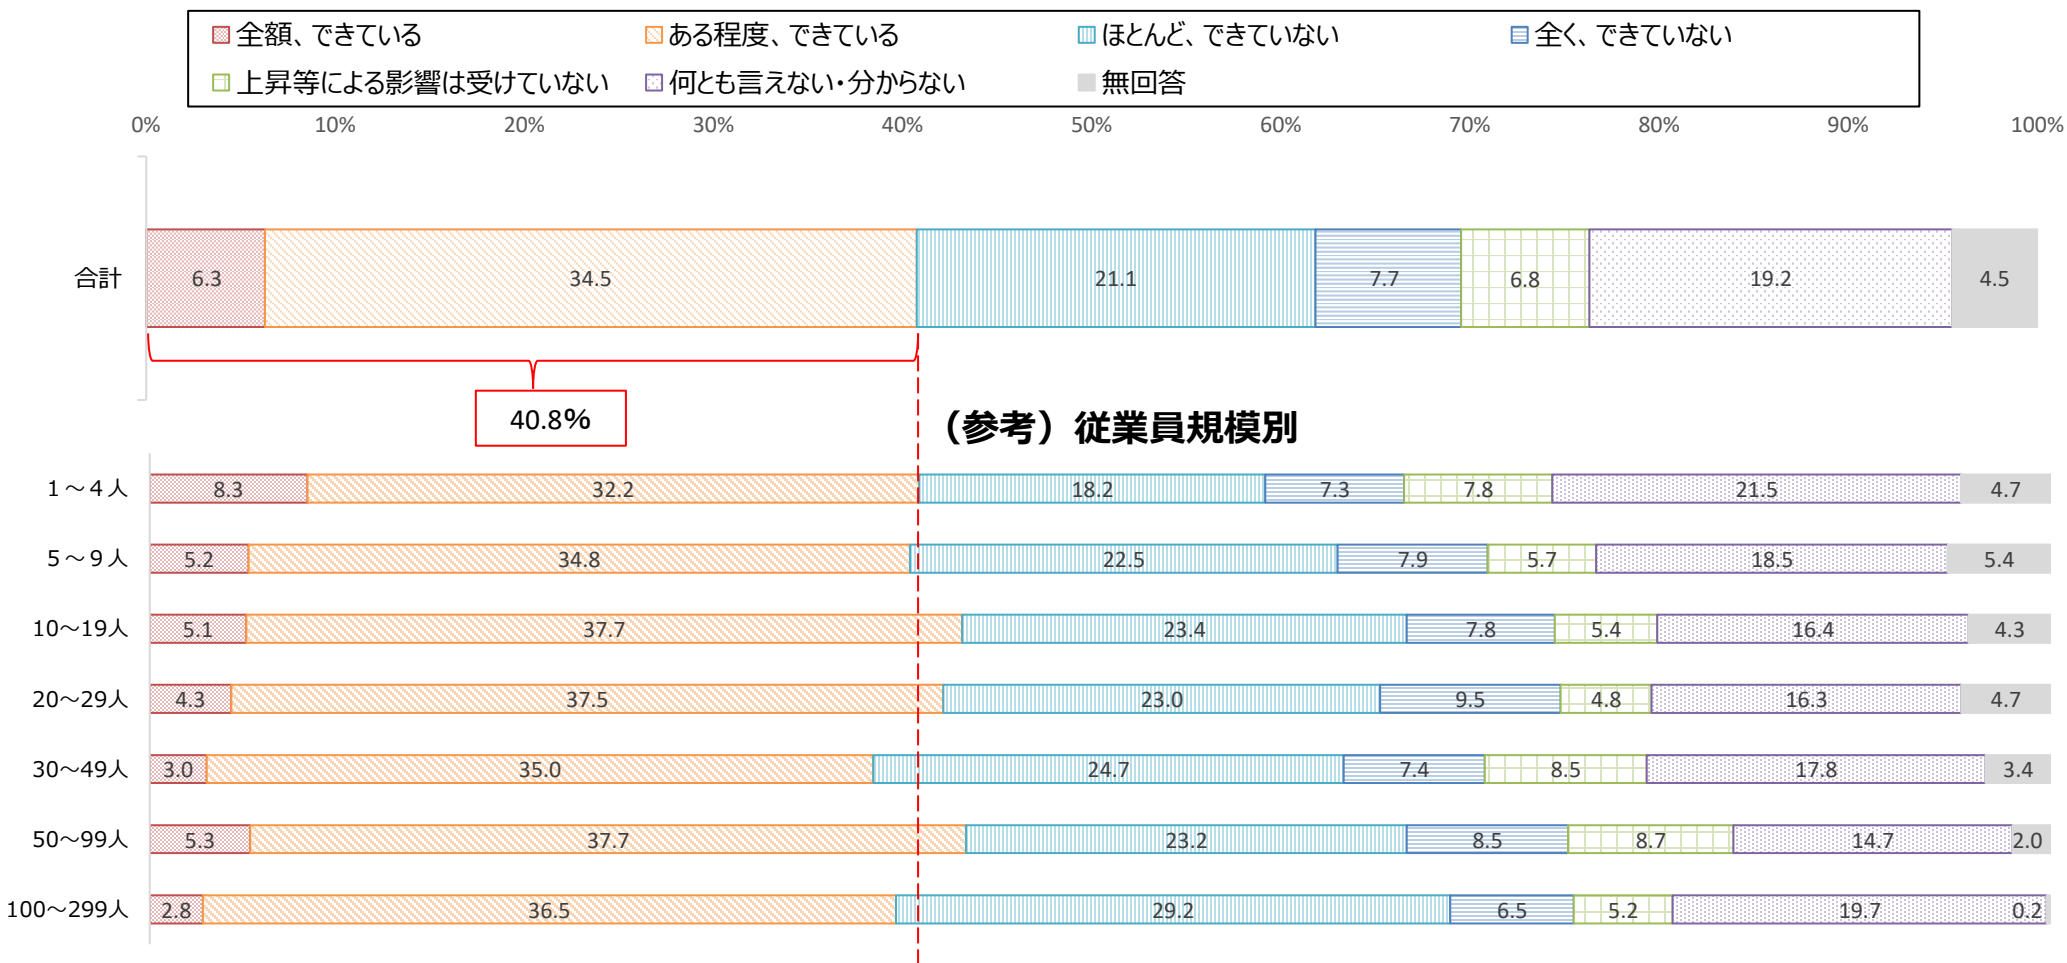 全額、できている ある程度、できている ほとんど、できていない 全く、できていない
上昇等による影響は受けていない 何とも言えない・分からない 無回答
0% 10% 20% 30% 40% 50% 60% 70% 80% 90% 100%
合計 6.3 34.5 21.1 7.7 6.8 19.2 4.5
40.8%
（参考）従業員規模別
1～4人 8.3 32.2 18.2 7.3 7.8 21.5 4.7
5～9人 5.2 34.8 22.5 7.9 5.7 18.5 5.4
10～19人 5.1 37.7 23.4 7.8 5.4 16.4 4.3
20～29人 4.3 37.5 23.0 9.5 4.8 16.3 4.7
30～49人 3.0 35.0 24.7 7.4 8.5 17.8 3.4
50～99人 5.3 37.7 23.2 8.5 8.7 14.7 2.0
100～299人 2.8 36.5 29.2 6.5 5.2 19.7 0.2